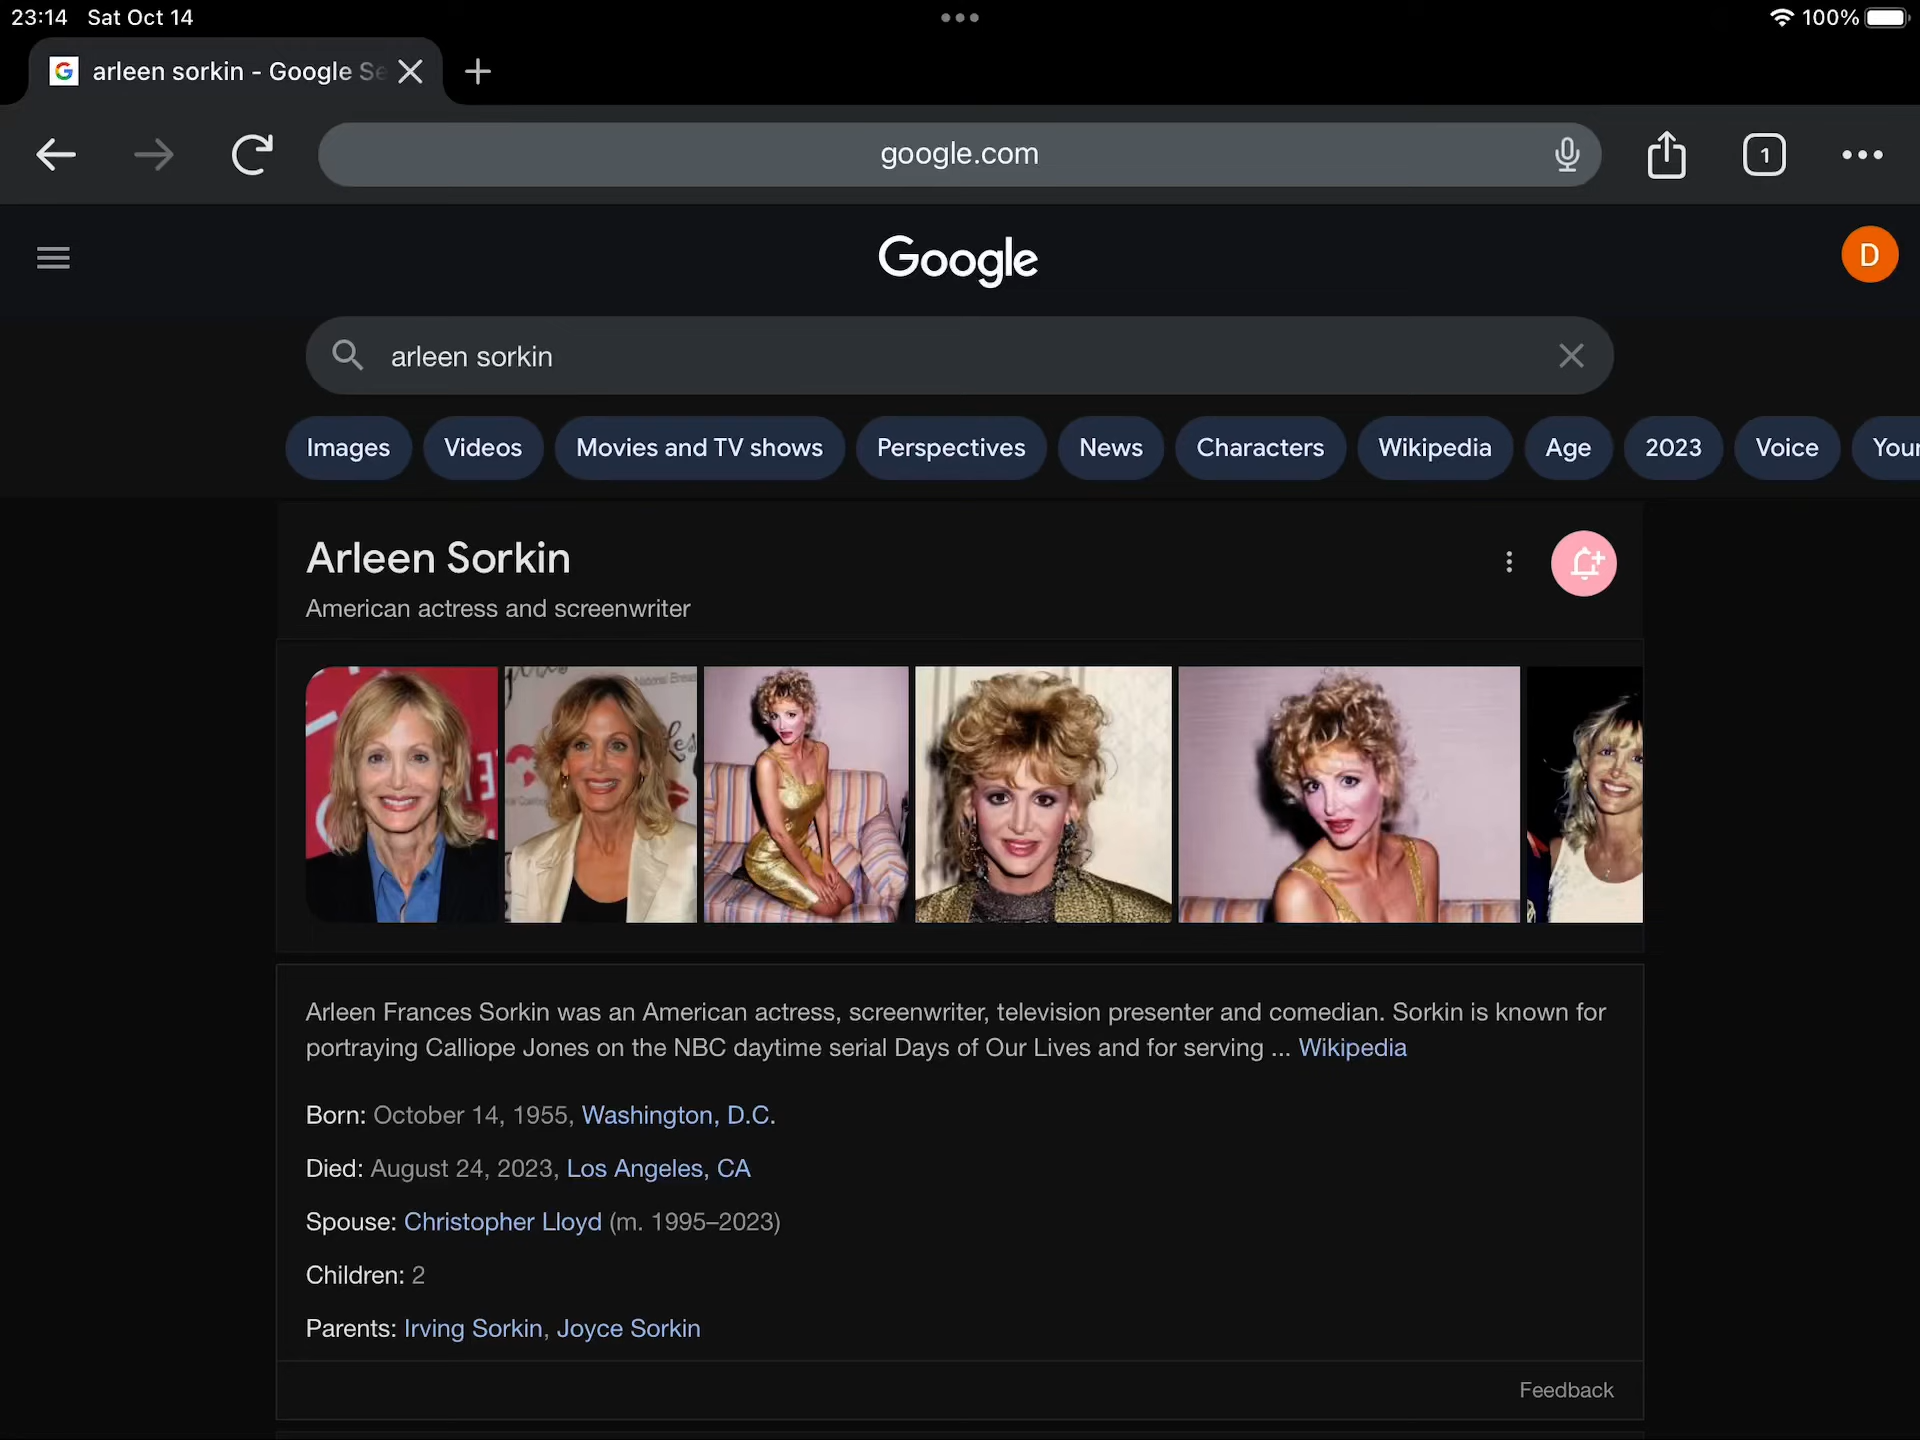 23:14 Sat Oct 14
100%
arleen sorkin - Google Se
google.com
1
Google
D
arleen sorkin
Images Videos Movies and TV shows Perspectives News Characters Wikipedia Age 2023 Voice Your
Arleen Sorkin
American actress and screenwriter
Arleen Frances Sorkin was an American actress, screenwriter, television presenter and comedian. Sorkin is known for
portraying Calliope Jones on the NBC daytime serial Days of Our Lives and for serving ... Wikipedia
Born: October 14, 1955, Washington, D.C.
Died: August 24, 2023, Los Angeles, CA
Spouse: Christopher Lloyd (m. 1995–2023)
Children: 2
Parents: Irving Sorkin, Joyce Sorkin
Feedback